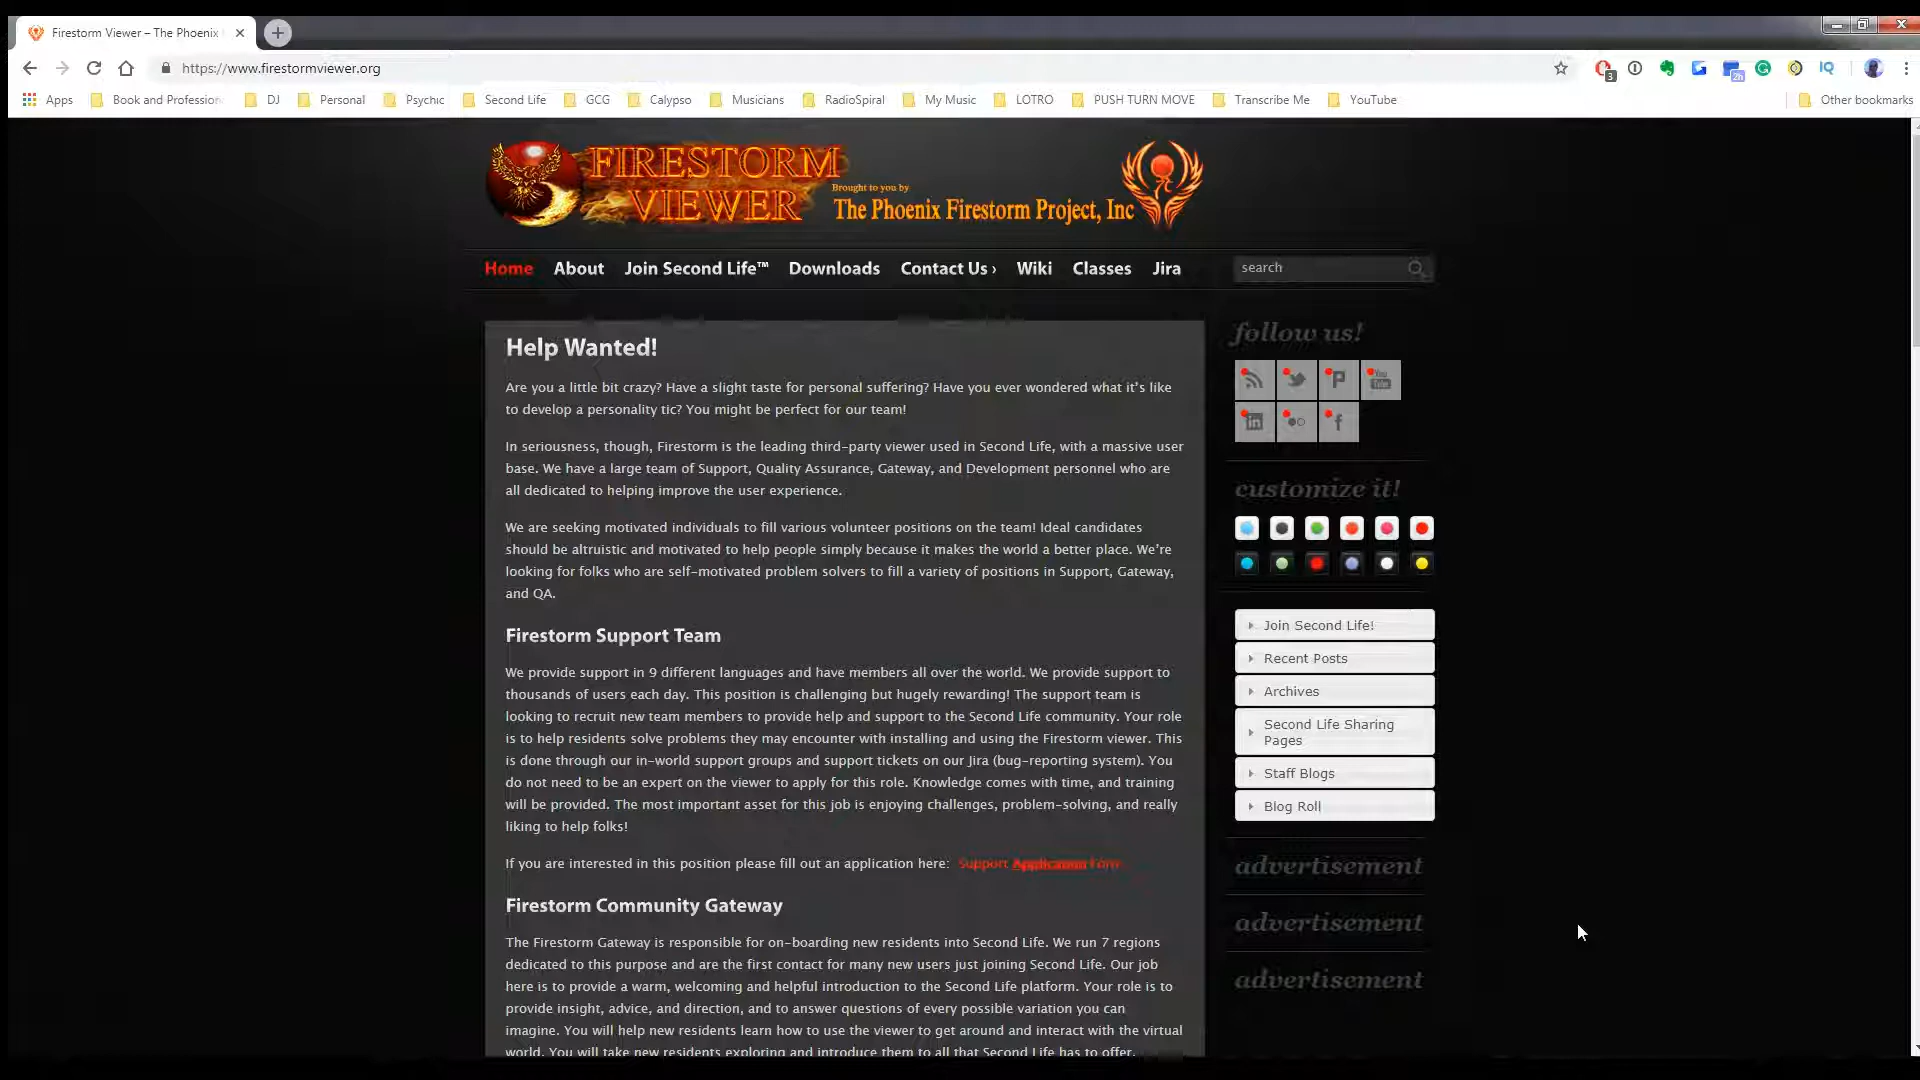 Firestorm Viewer – The Phoenix
https://www.firestormviewer.org
3
2h
IQ
Apps Book and Profession Dj Personal Psychic Second Life GCG Calypso Musicians RadioSpiral My Music LOTRO PUSH TURN MOVE Transcribe Me YouTube Other bookmarks
FIRESTORM
VIEWER
Brought to you by
The Phoenix Firestorm Project, Inc
Home About Join Second Life™ Downloads Contact Us › Wiki Classes Jira
search
Help Wanted!
Are you a little bit crazy? Have a slight taste for personal suffering? Have you ever wondered what it's like
to develop a personality tic? You might be perfect for our team!
In seriousness, though, Firestorm is the leading third-party viewer used in Second Life, with a massive user
base. We have a large team of Support, Quality Assurance, Gateway, and Development personnel who are
all dedicated to helping improve the user experience.
We are seeking motivated individuals to fill various volunteer positions on the team! Ideal candidates
should be altruistic and motivated to help people simply because it makes the world a better place. We're
looking for folks who are self-motivated problem solvers to fill a variety of positions in Support, Gateway,
and QA.
Firestorm Support Team
We provide support in 9 different languages and have members all over the world. We provide support to
thousands of users each day. This position is challenging but hugely rewarding! The support team is
looking to recruit new team members to provide help and support to the Second Life community. Your role
is to help residents solve problems they may encounter with installing and using the Firestorm viewer. This
is done through our in-world support groups and support tickets on our Jira (bug-reporting system). You
do not need to be an expert on the viewer to apply for this role. Knowledge comes with time, and training
will be provided. The most important asset for this job is enjoying challenges, problem-solving, and really
liking to help folks!
If you are interested in this position please fill out an application here: Support Application Form
Firestorm Community Gateway
The Firestorm Gateway is responsible for on-boarding new residents into Second Life. We run 7 regions
dedicated to this purpose and are the first contact for many new users just joining Second Life. Our job
here is to provide a warm, welcoming and helpful introduction to the Second Life platform. Your role is to
provide insight, advice, and direction, and to answer questions of every possible variation you can
imagine. You will help new residents learn how to use the viewer to get around and interact with the virtual
world. You will take new residents exploring and introduce them to all that Second Life has to offer.
follow us!
You
Tube
in
f
customize it!
Join Second Life!
Recent Posts
Archives
Second Life Sharing
Pages
Staff Blogs
Blog Roll
advertisement
advertisement
advertisement